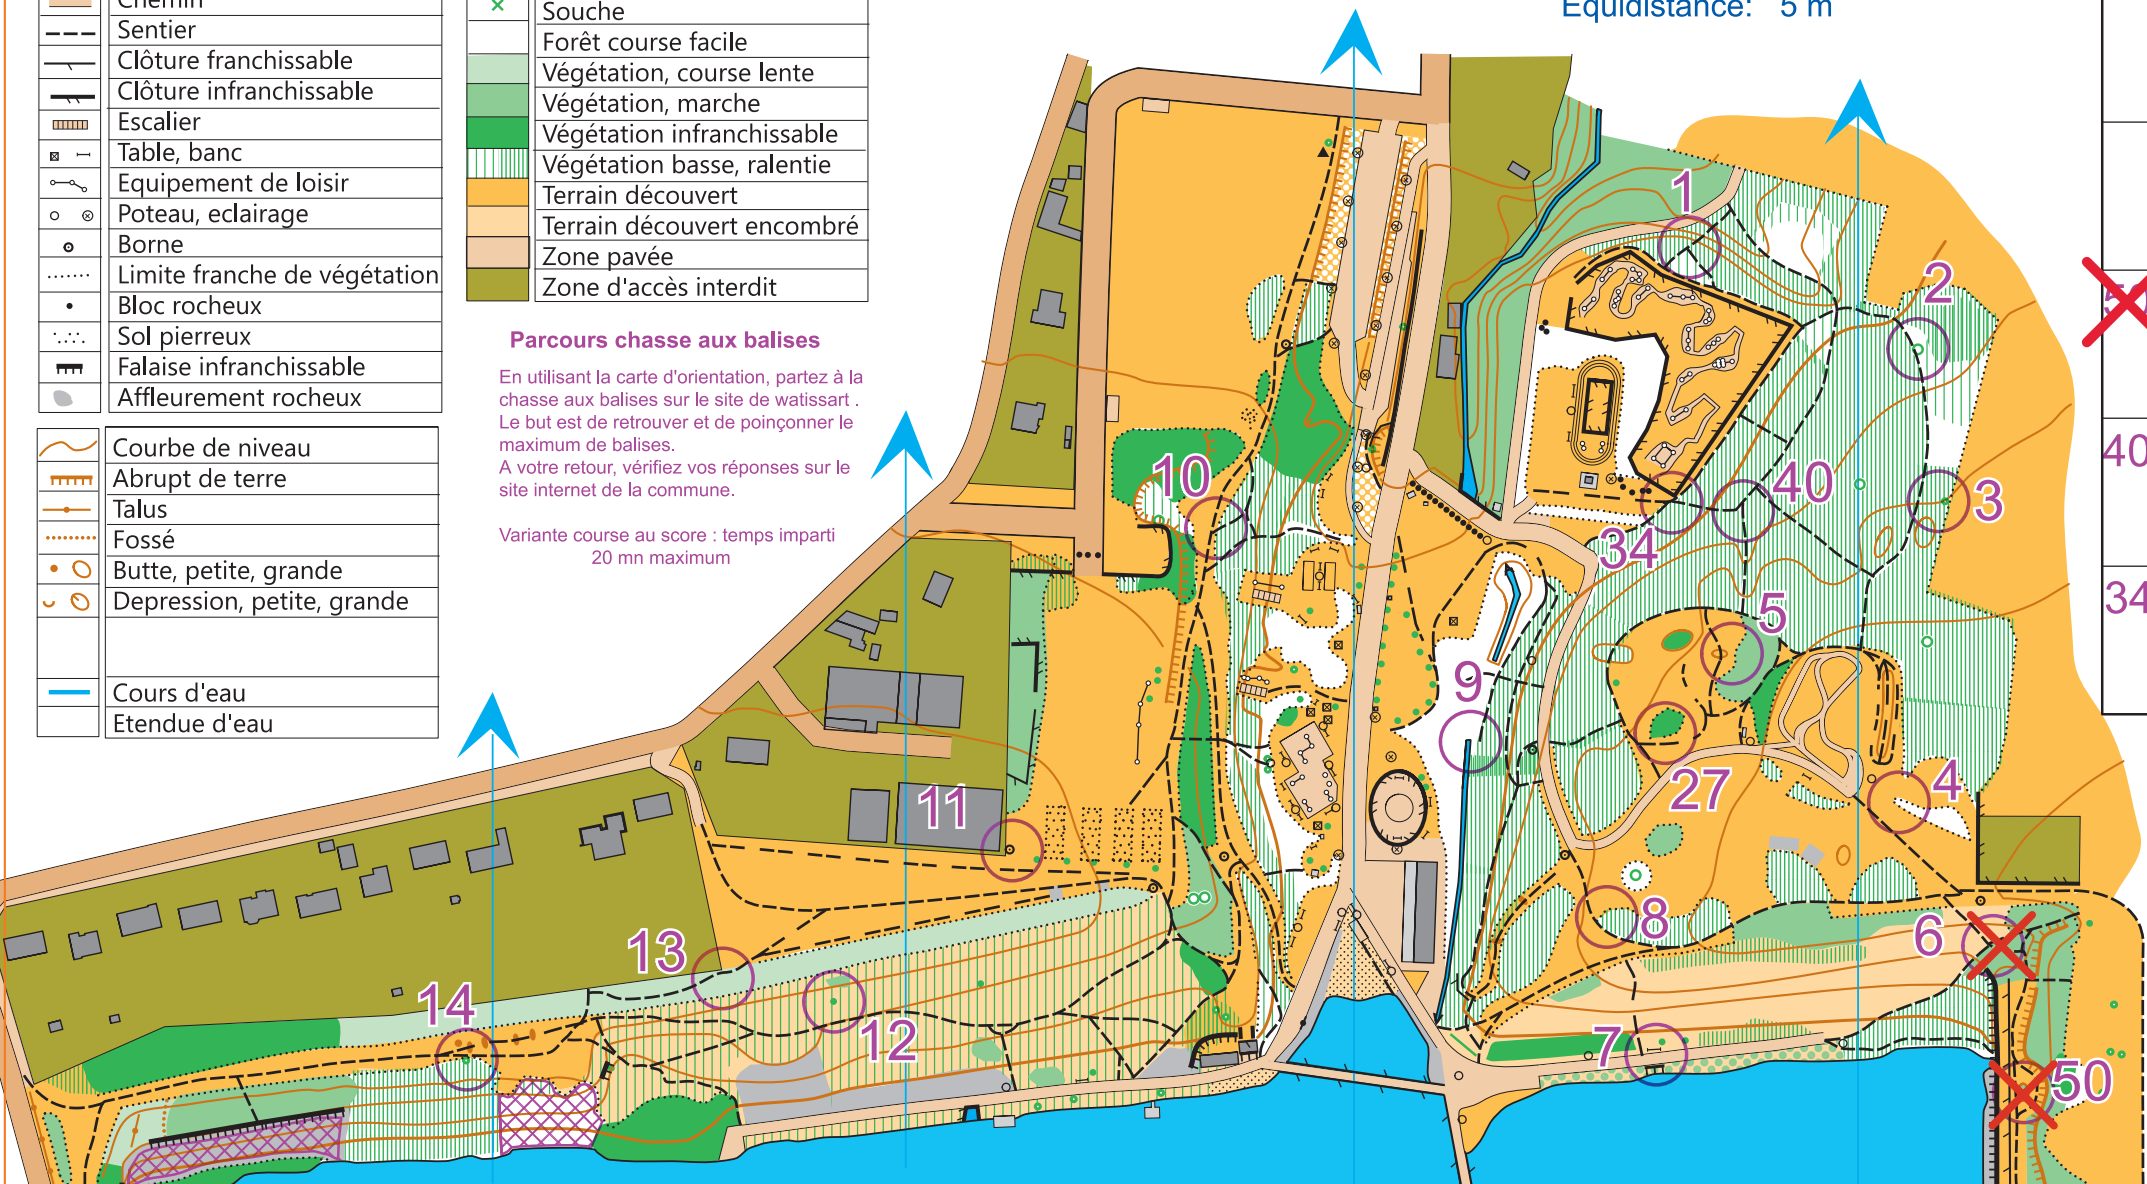 Chemin
Sentier
Clôture franchissable
Clôture infranchissable
Escalier
Table, banc
Equipement de loisir
Poteau, eclairage
Borne
Limite franche de végétation
Bloc rocheux
Sol pierreux
Falaise infranchissable
Affleurement rocheux
Courbe de niveau
Abrupt de terre
Talus
Fossé
Butte, petite, grande
Depression, petite, grande
Cours d'eau
Etendue d'eau
Souche
Forêt course facile
Végétation, course lente
Végétation, marche
Végétation infranchissable
Végétation basse, ralentie
Terrain découvert
Terrain découvert encombré
Zone pavée
Zone d'accès interdit
Parcours chasse aux balises
En utilisant la carte d'orientation, partez à la
chasse aux balises sur le site de watissart .
Le but est de retrouver et de poinçonner le
maximum de balises.
A votre retour, vérifiez vos réponses sur le
site internet de la commune.
Variante course au score : temps imparti
20 mn maximum
Equidistance: 5 m
1
2
10
40
3
34
5
9
27
4
11
8
6
13
14
12
7
50
40
34